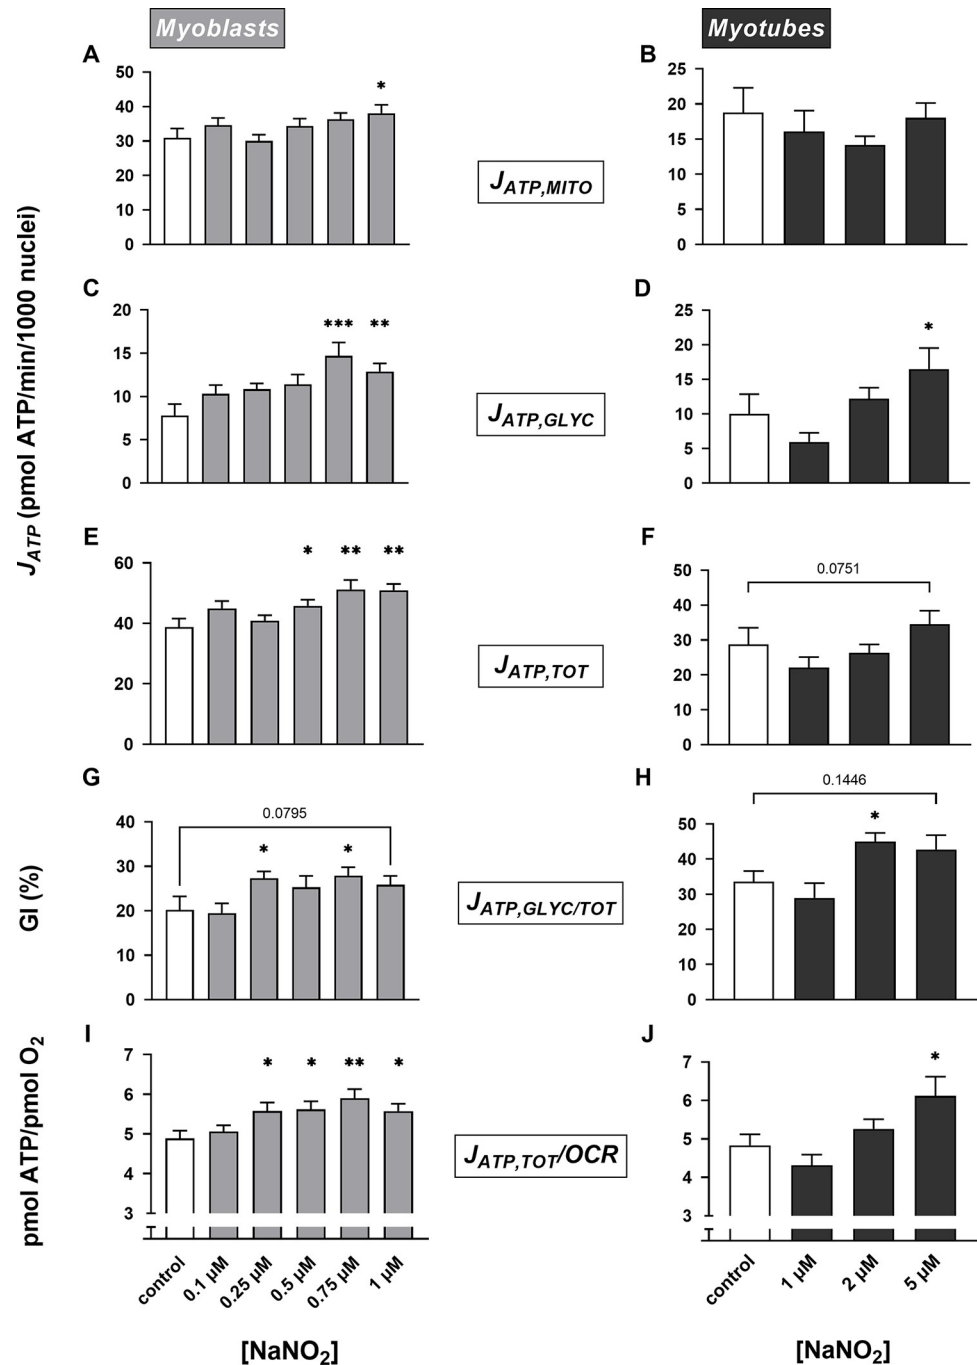 Myoblasts
Myotubes
J_ATP (pmol ATP/min/1000 nuclei)
GI (%)
pmol ATP/pmol O₂
A
50
40
30
20
10
0
*
J_ATP,MITO
B
25
20
15
10
5
0
C
20
15
10
5
0
*** **
J_ATP,GLYC
D
25
20
15
10
5
0
*
E
60
40
20
0
* ** **
J_ATP,TOT
F
50
40
30
20
10
0
0.0751
G
40
30
20
10
0
0.0795
* *
J_ATP,GLYC/TOT
H
50
40
30
20
10
0
0.1446
*
I
7
6
5
4
3
* * ** *
control 0.1 µM 0.25 µM 0.5 µM 0.75 µM 1 µM
[NaNO₂]
J_ATP,TOT/OCR
J
7
6
5
4
3
*
control 1 µM 2 µM 5 µM
[NaNO₂]